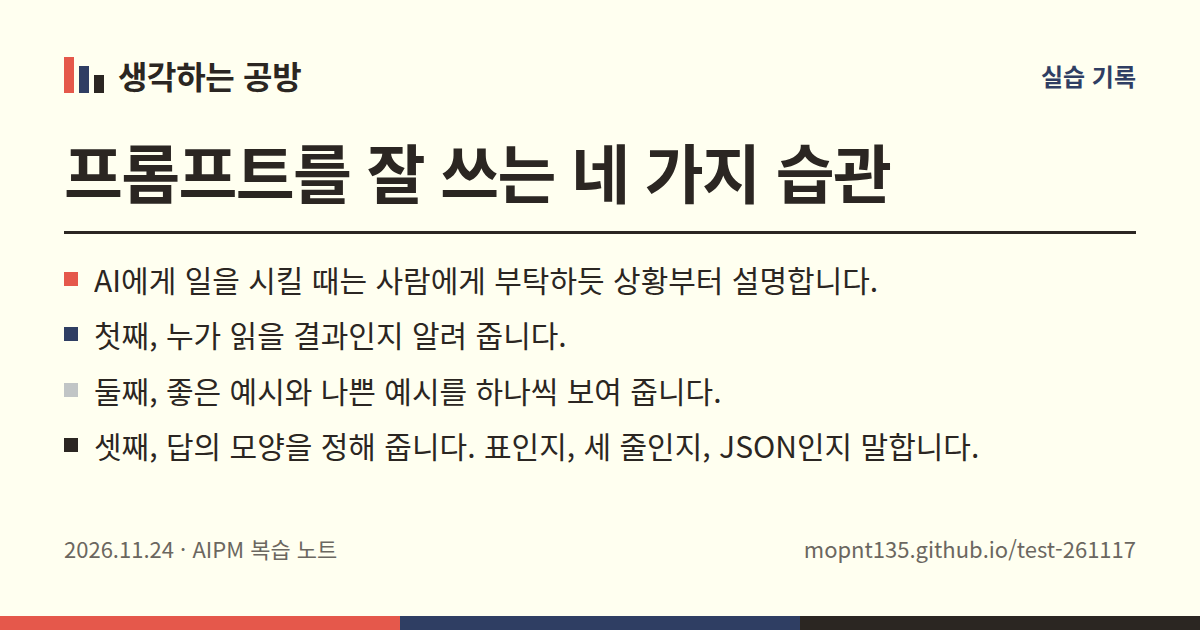 생각하는 공방
실습 기록
프롬프트를 잘 쓰는 네 가지 습관
AI에게 일을 시킬 때는 사람에게 부탁하듯 상황부터 설명합니다.
첫째, 누가 읽을 결과인지 알려 줍니다.
둘째, 좋은 예시와 나쁜 예시를 하나씩 보여 줍니다.
셋째, 답의 모양을 정해 줍니다. 표인지, 세 줄인지, JSON인지 말합니다.
2026.11.24 · AIPM 복습 노트
mopnt135.github.io/test-261117